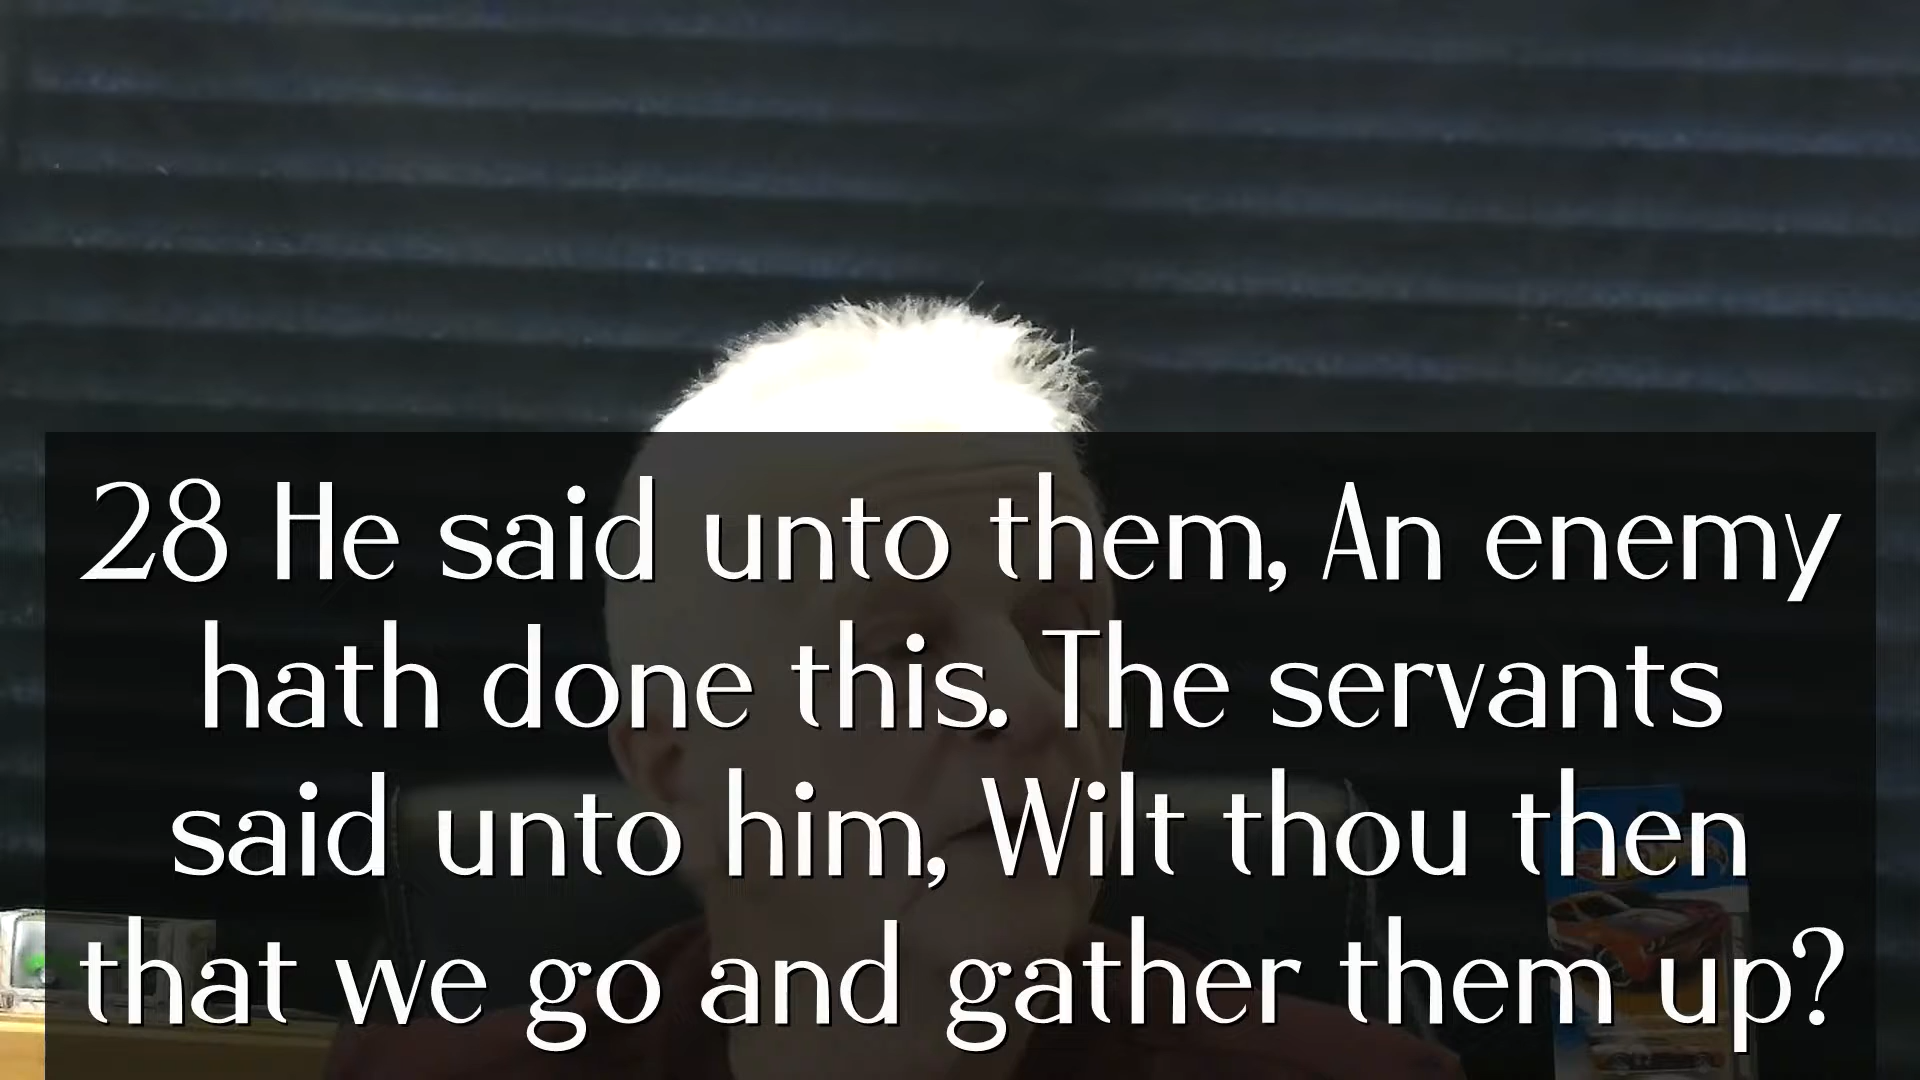 28 He said unto them, An enemy
hath done this. The servants
said unto him, Wilt thou then
that we go and gather them up?